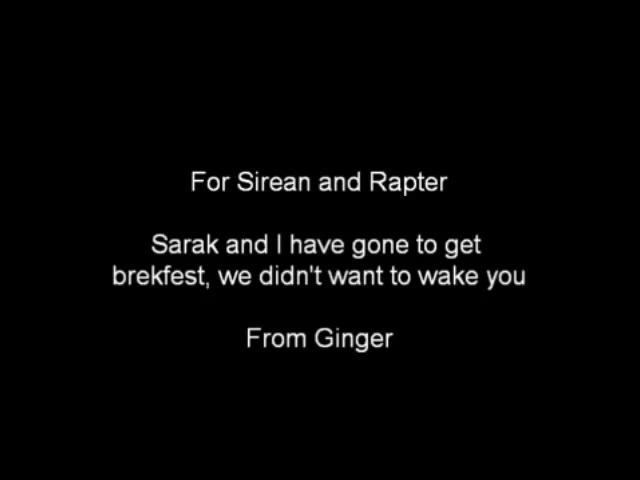 For Sirean and Rapter
Sarak and I have gone to get
brekfest, we didn't want to wake you
From Ginger